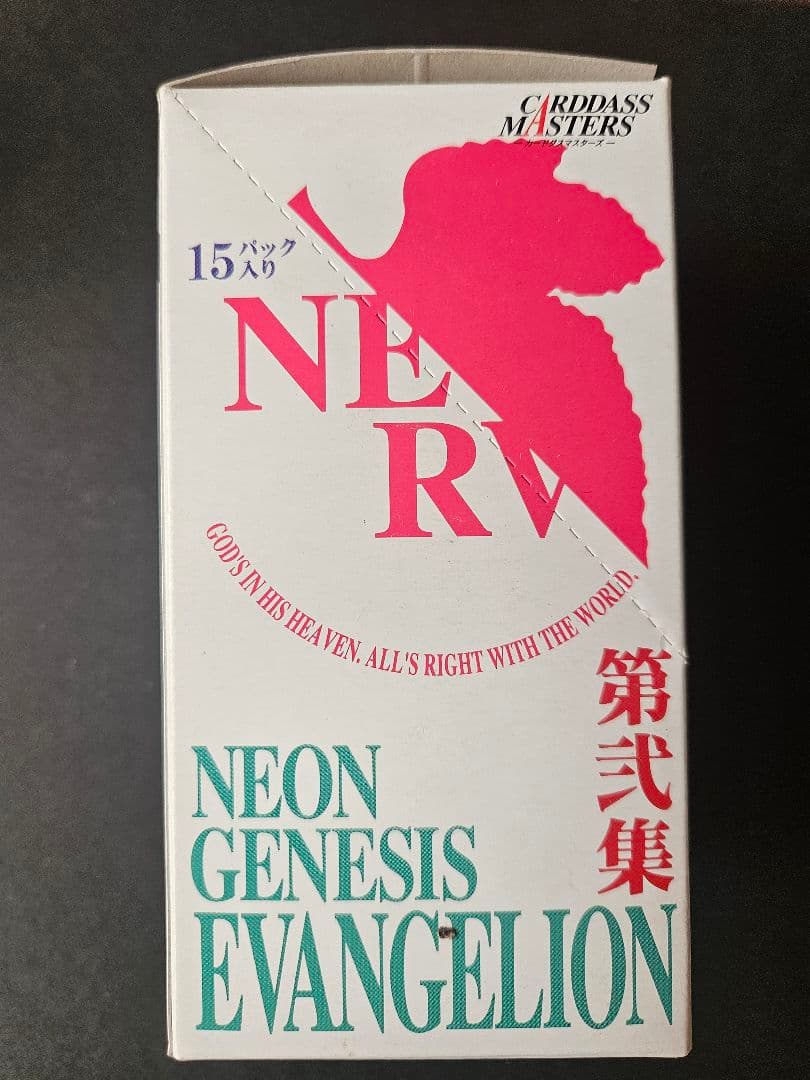 CARDDASS
MASTERS
カードダスマスターズ
15パック入り
NERV
GOD'S IN HIS HEAVEN. ALL'S RIGHT WITH THE WORLD.
第弐集
NEON
GENESIS
EVANGELION